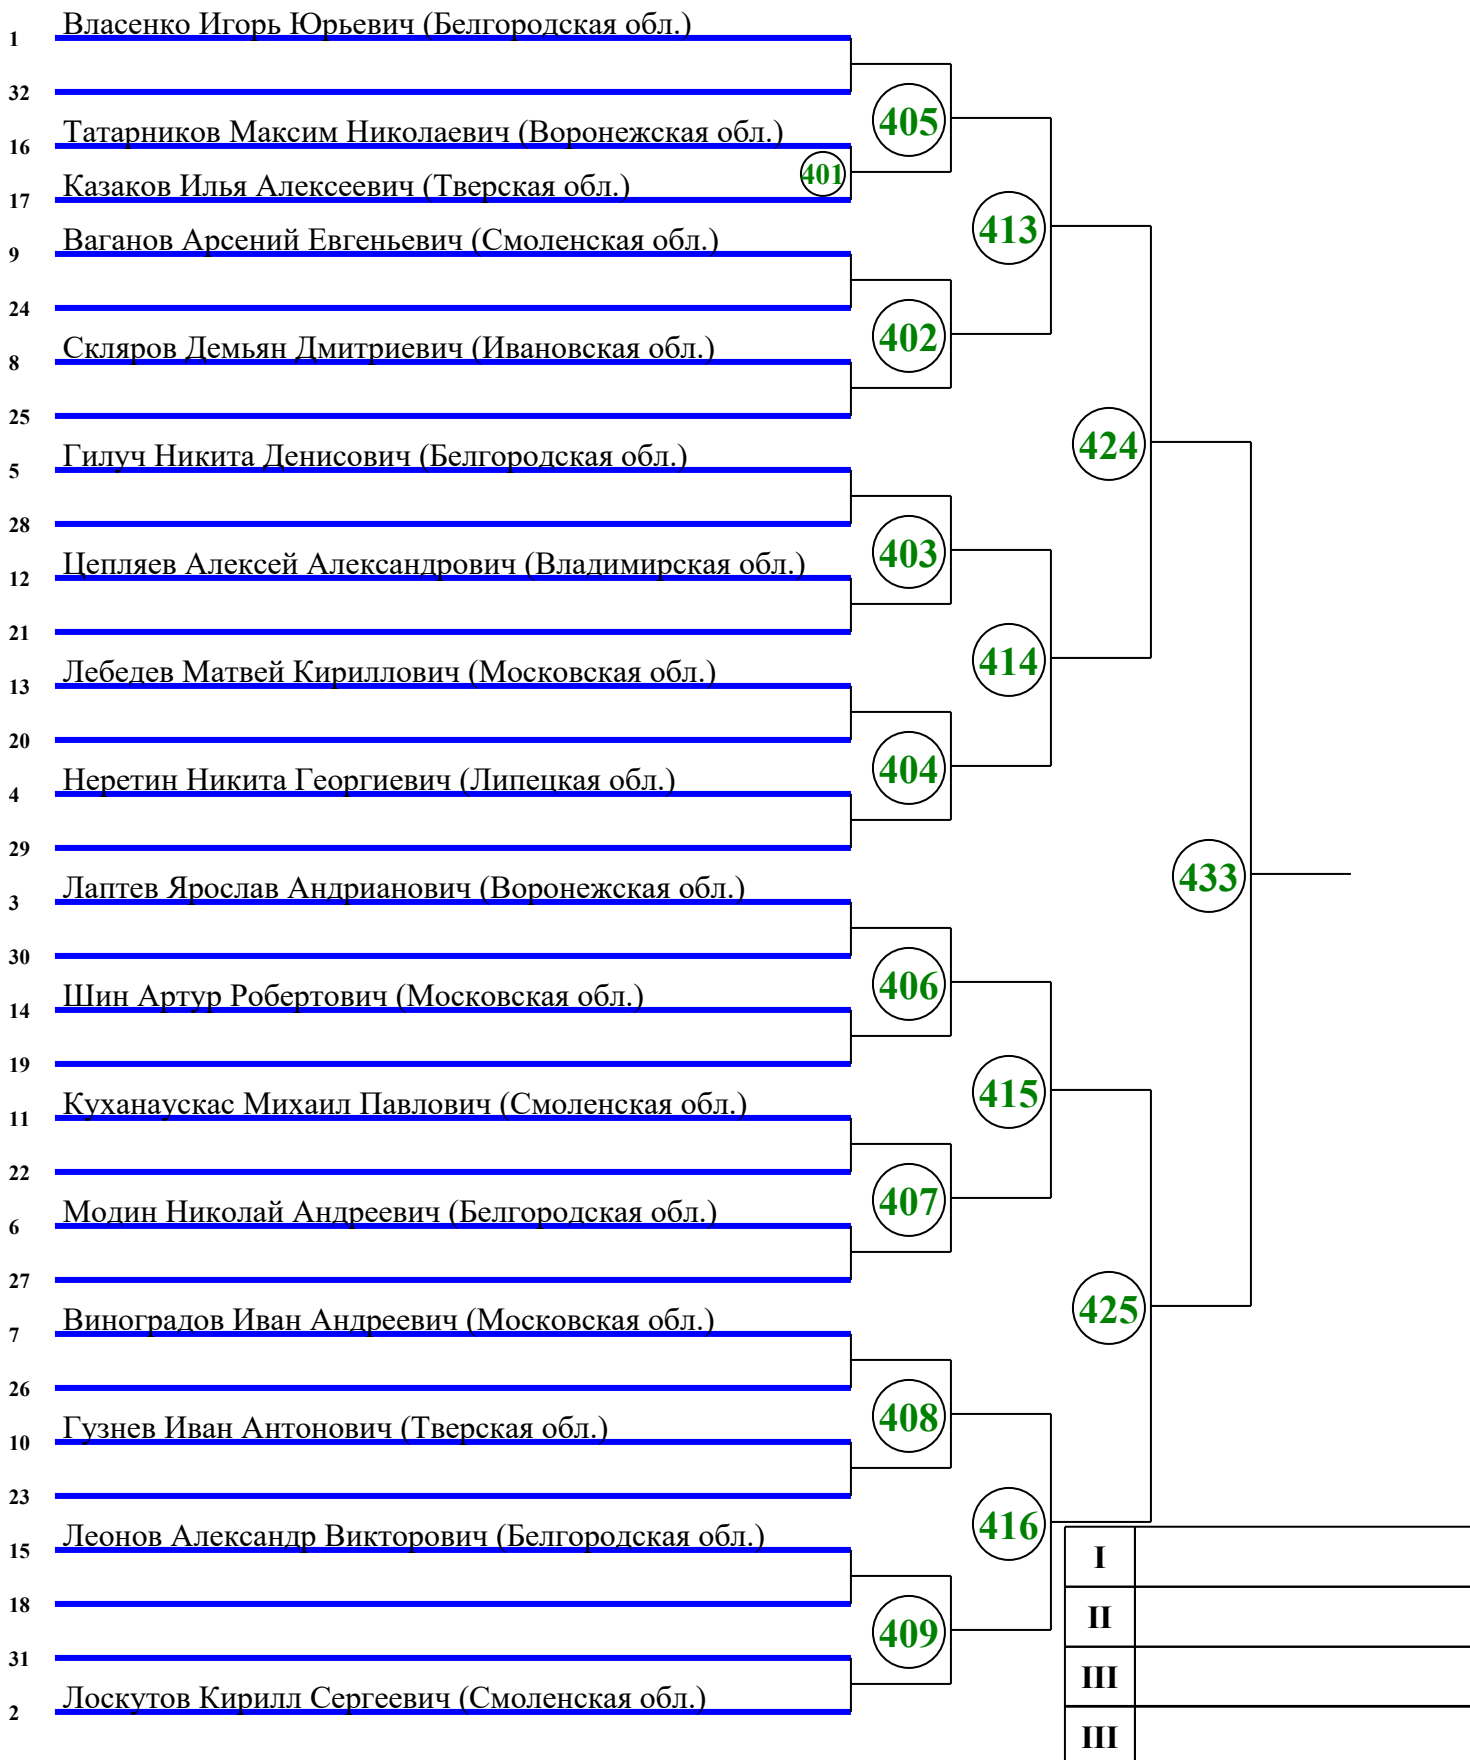 1 Власенко Игорь Юрьевич (Белгородская обл.)
32
405
16 Татарников Максим Николаевич (Воронежская обл.)
401
17 Казаков Илья Алексеевич (Тверская обл.)
413
9 Ваганов Арсений Евгеньевич (Смоленская обл.)
24
402
8 Скляров Демьян Дмитриевич (Ивановская обл.)
25
424
5 Гилуч Никита Денисович (Белгородская обл.)
28
403
12 Цепляев Алексей Александрович (Владимирская обл.)
21
414
13 Лебедев Матвей Кириллович (Московская обл.)
20
404
4 Неретин Никита Георгиевич (Липецкая обл.)
29
433
3 Лаптев Ярослав Андрианович (Воронежская обл.)
30
406
14 Шин Артур Робертович (Московская обл.)
19
415
11 Куханаускас Михаил Павлович (Смоленская обл.)
22
407
6 Модин Николай Андреевич (Белгородская обл.)
27
425
7 Виноградов Иван Андреевич (Московская обл.)
26
408
10 Гузнев Иван Антонович (Тверская обл.)
23
416
15 Леонов Александр Викторович (Белгородская обл.)
I
18
II
409
31
III
2 Лоскутов Кирилл Сергеевич (Смоленская обл.)
III